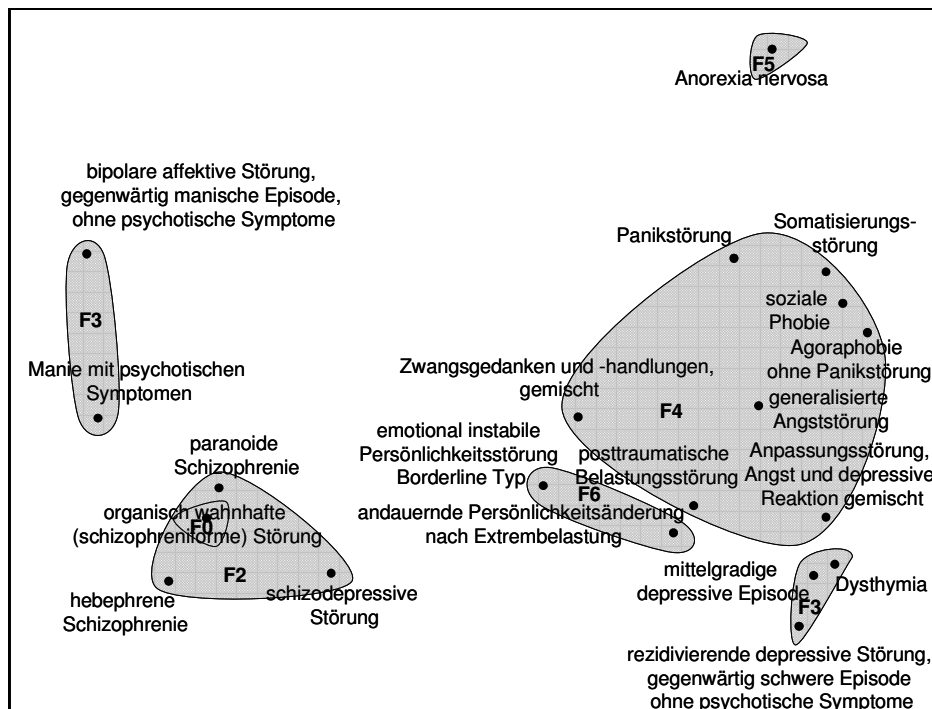 F5
Anorexia nervosa
bipolare affektive Störung,
gegenwärtig manische Episode,
ohne psychotische Symptome
F3
Manie mit psychotischen
Symptomen
Panikstörung
Somatisierungs-
störung
soziale
Phobie
Agoraphobie
ohne Panikstörung
Zwangsgedanken und -handlungen,
gemischt
F4
generalisierte
Angststörung
emotional instabile
Persönlichkeitsstörung
Borderline Typ
posttraumatische
Belastungsstörung
Anpassungsstörung,
Angst und depressive
Reaktion gemischt
F6
andauernde Persönlichkeitsänderung
nach Extrembelastung
paranoide
Schizophrenie
organisch wahnhafte
(schizophreniforme) Störung
F0
F2
hebephrene
Schizophrenie
schizodepressive
Störung
mittelgradige
depressive Episode
Dysthymia
F3
rezidivierende depressive Störung,
gegenwärtig schwere Episode
ohne psychotische Symptome